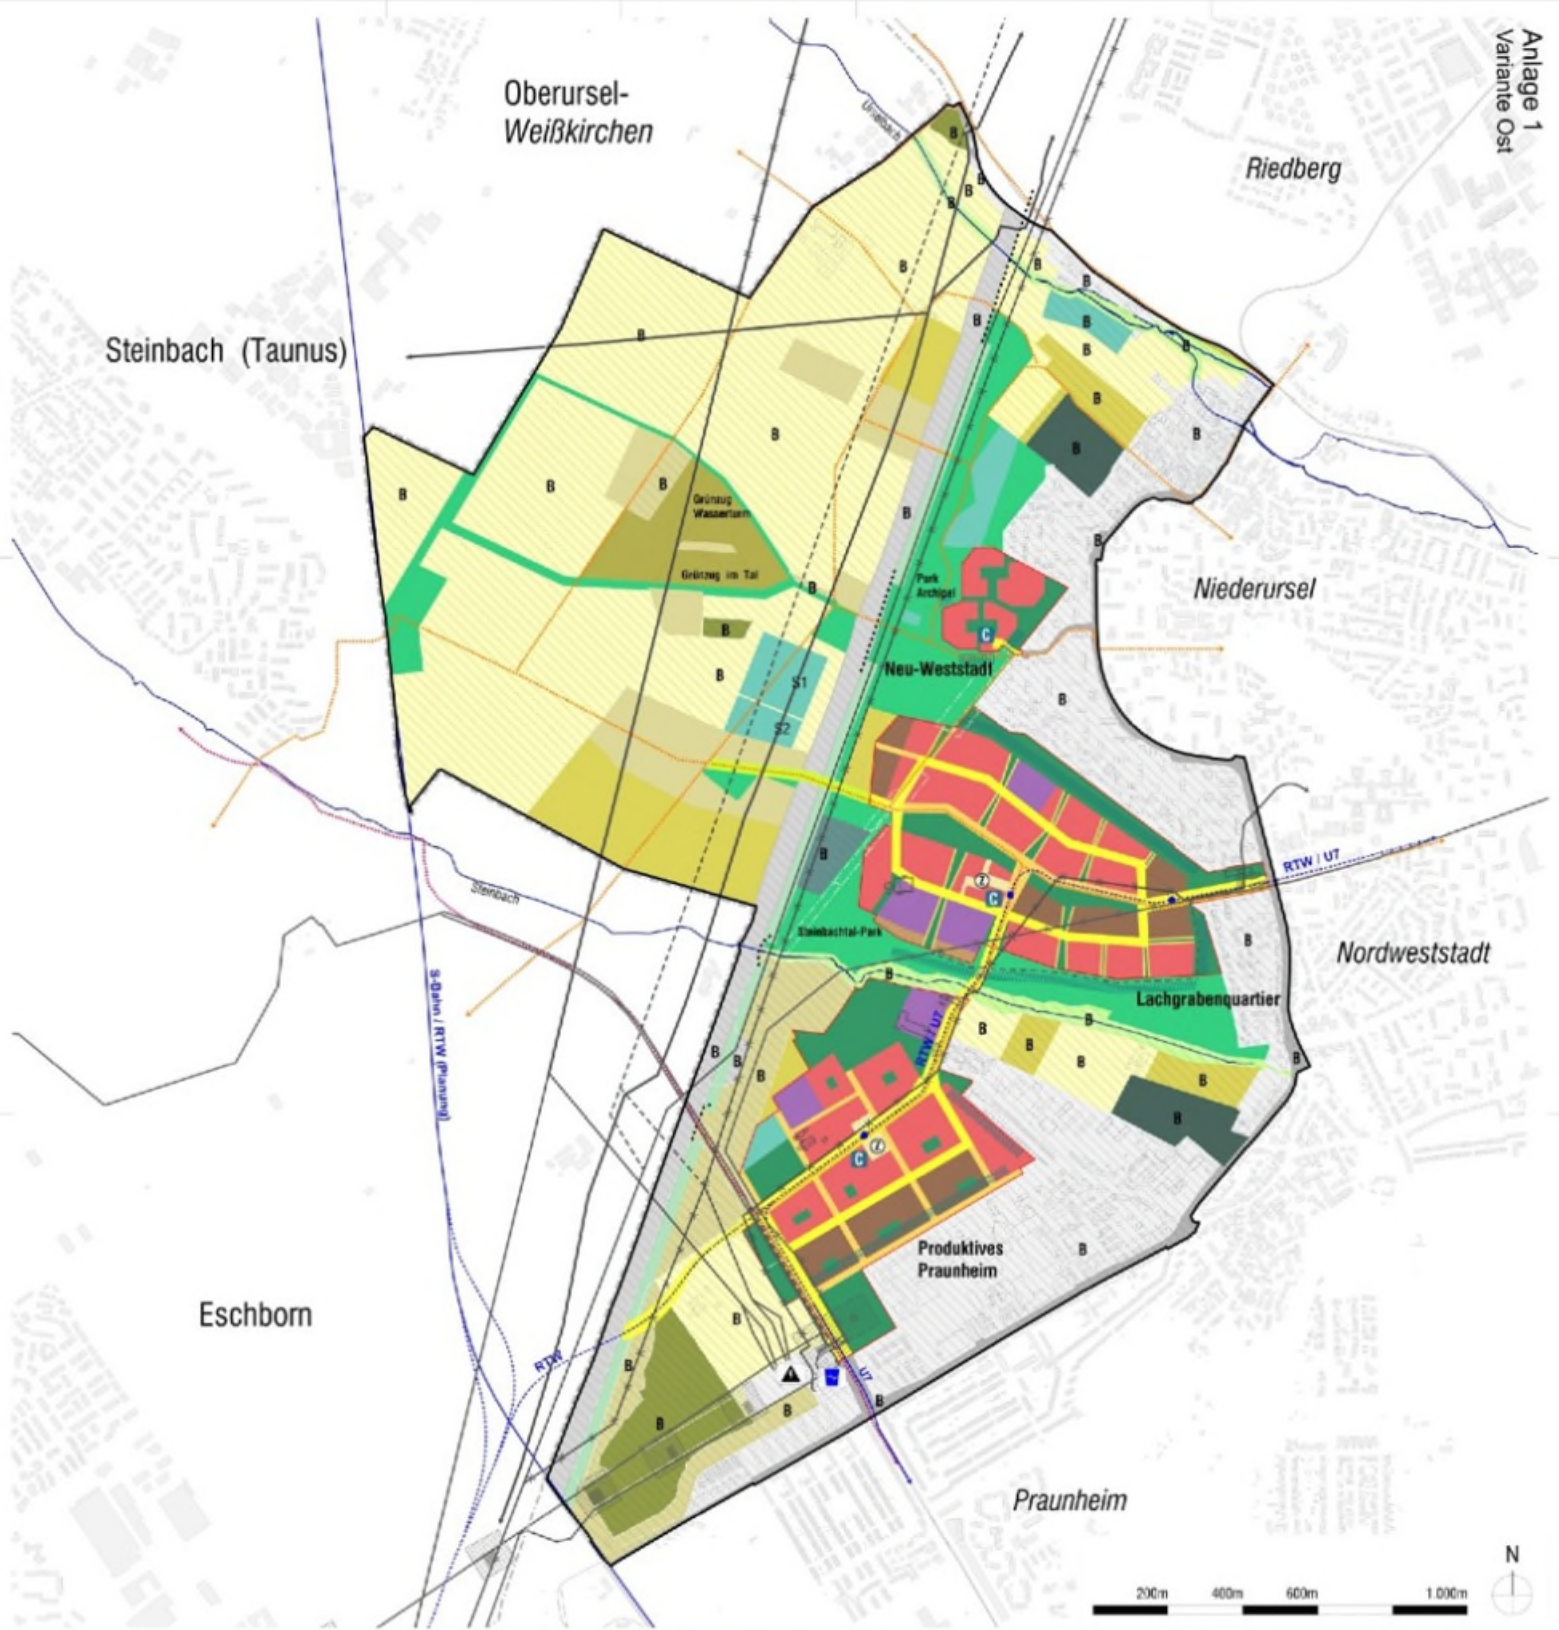 Anlage 1
Variante Ost
Oberursel-
Weißkirchen
Urselbach
Riedberg
B
B
B
B
B
B
B
Steinbach (Taunus)
B
B
B
B
B
B
B
B
B
B
B
B
B
Grünzug
Wasserturm
B
B
Grünzug im Tal
B
Park
Archipel
Niederursel
B
C
B
Neu-Weststadt
S1
B
S2
B
RTW / U7
Z
C
Steinbach
Steinbachtal-Park
B
Nordweststadt
B
Lachgrabenquartier
S-Bahn / RTW (Planung)
B
B
B
B
RTW / U7
B
B
B
B
B
B
Z
C
Produktives
Praunheim
B
Eschborn
B
RTW
B
U7
B
B
B
Praunheim
N
200m 400m 600m 1.000m